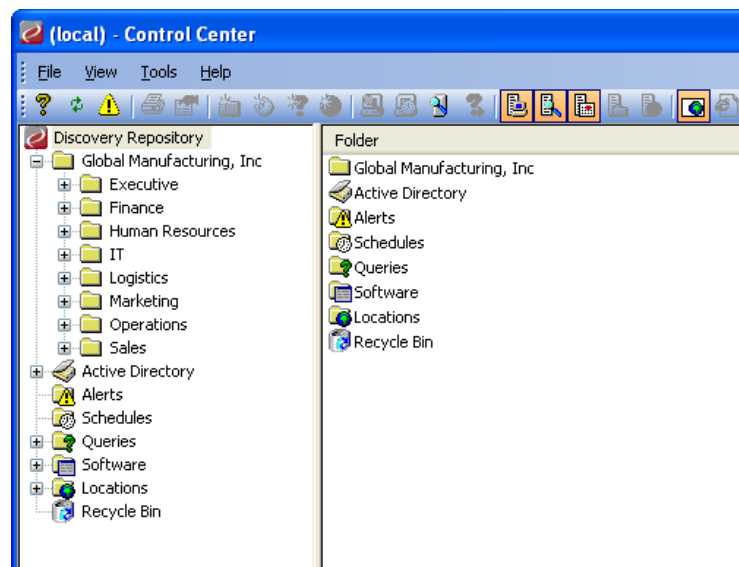 (local) - Control Center
File View Tools Help
Discovery Repository
Global Manufacturing, Inc
Executive
Finance
Human Resources
IT
Logistics
Marketing
Operations
Sales
Active Directory
Alerts
Schedules
Queries
Software
Locations
Recycle Bin
Folder
Global Manufacturing, Inc
Active Directory
Alerts
Schedules
Queries
Software
Locations
Recycle Bin